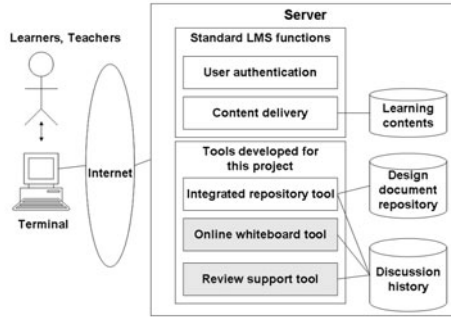 Learners, Teachers
Terminal
Internet
Server
Standard LMS functions
User authentication
Content delivery
Learning
contents
Tools developed for
this project
Integrated repository tool
Online whiteboard tool
Review support tool
Design
document
repository
Discussion
history